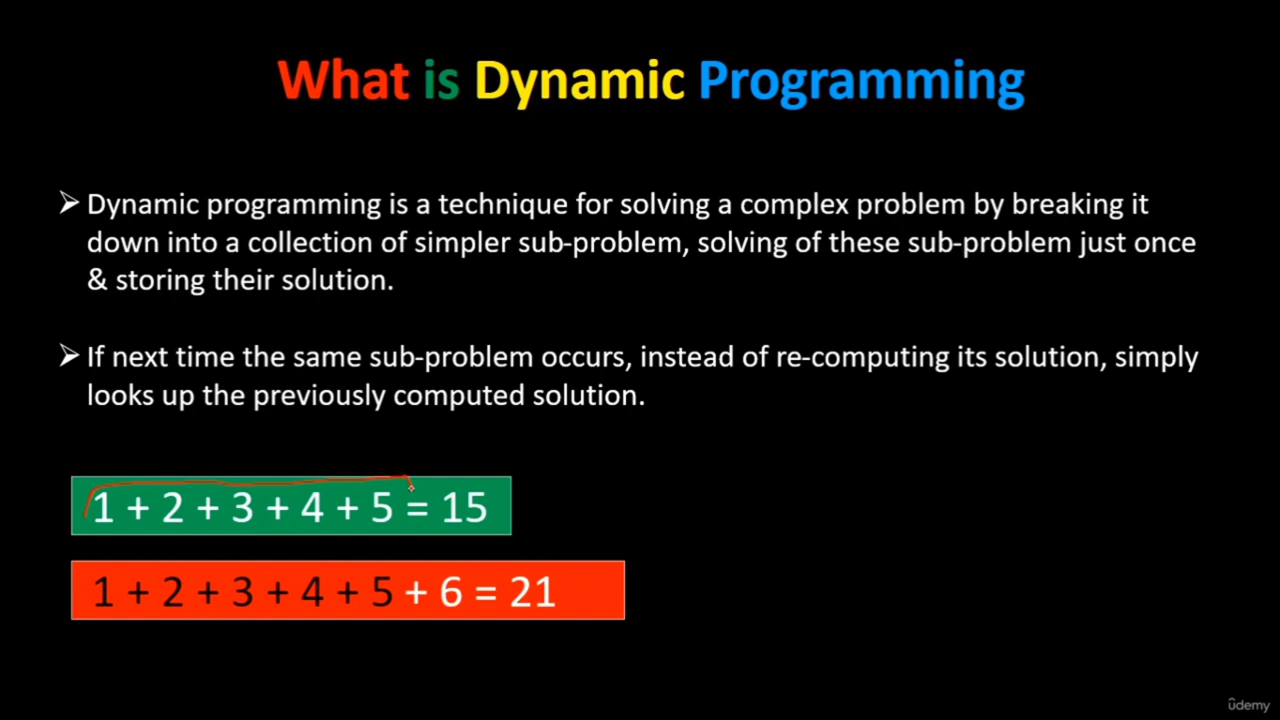 What is Dynamic Programming
➢ Dynamic programming is a technique for solving a complex problem by breaking it
down into a collection of simpler sub-problem, solving of these sub-problem just once
& storing their solution.
➢ If next time the same sub-problem occurs, instead of re-computing its solution, simply
looks up the previously computed solution.
1 + 2 + 3 + 4 + 5 = 15
1 + 2 + 3 + 4 + 5 + 6 = 21
ûdemy